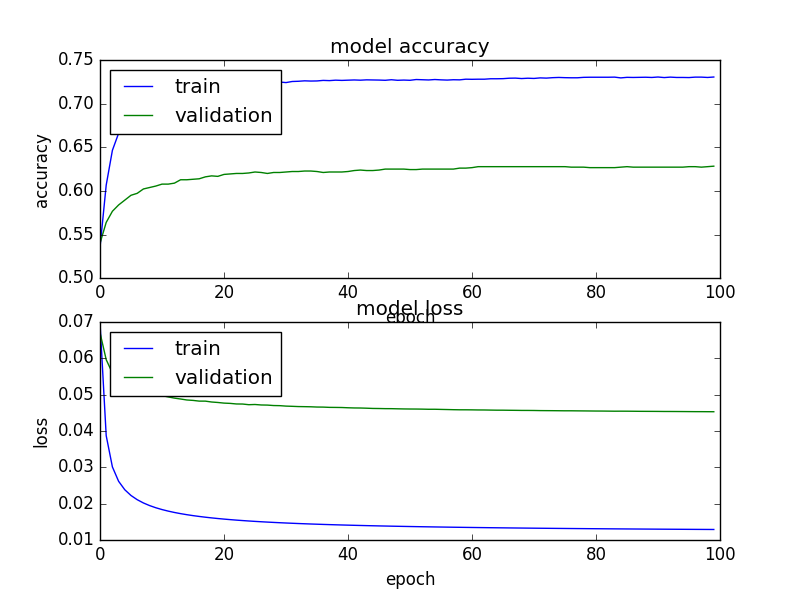 model accuracy
0.75
0.70
0.65
0.60
0.55
0.50
accuracy
train
validation
0 20 40 60 80 100
epoch
model loss
0.07
0.06
0.05
0.04
0.03
0.02
0.01
loss
train
validation
0 20 40 60 80 100
epoch